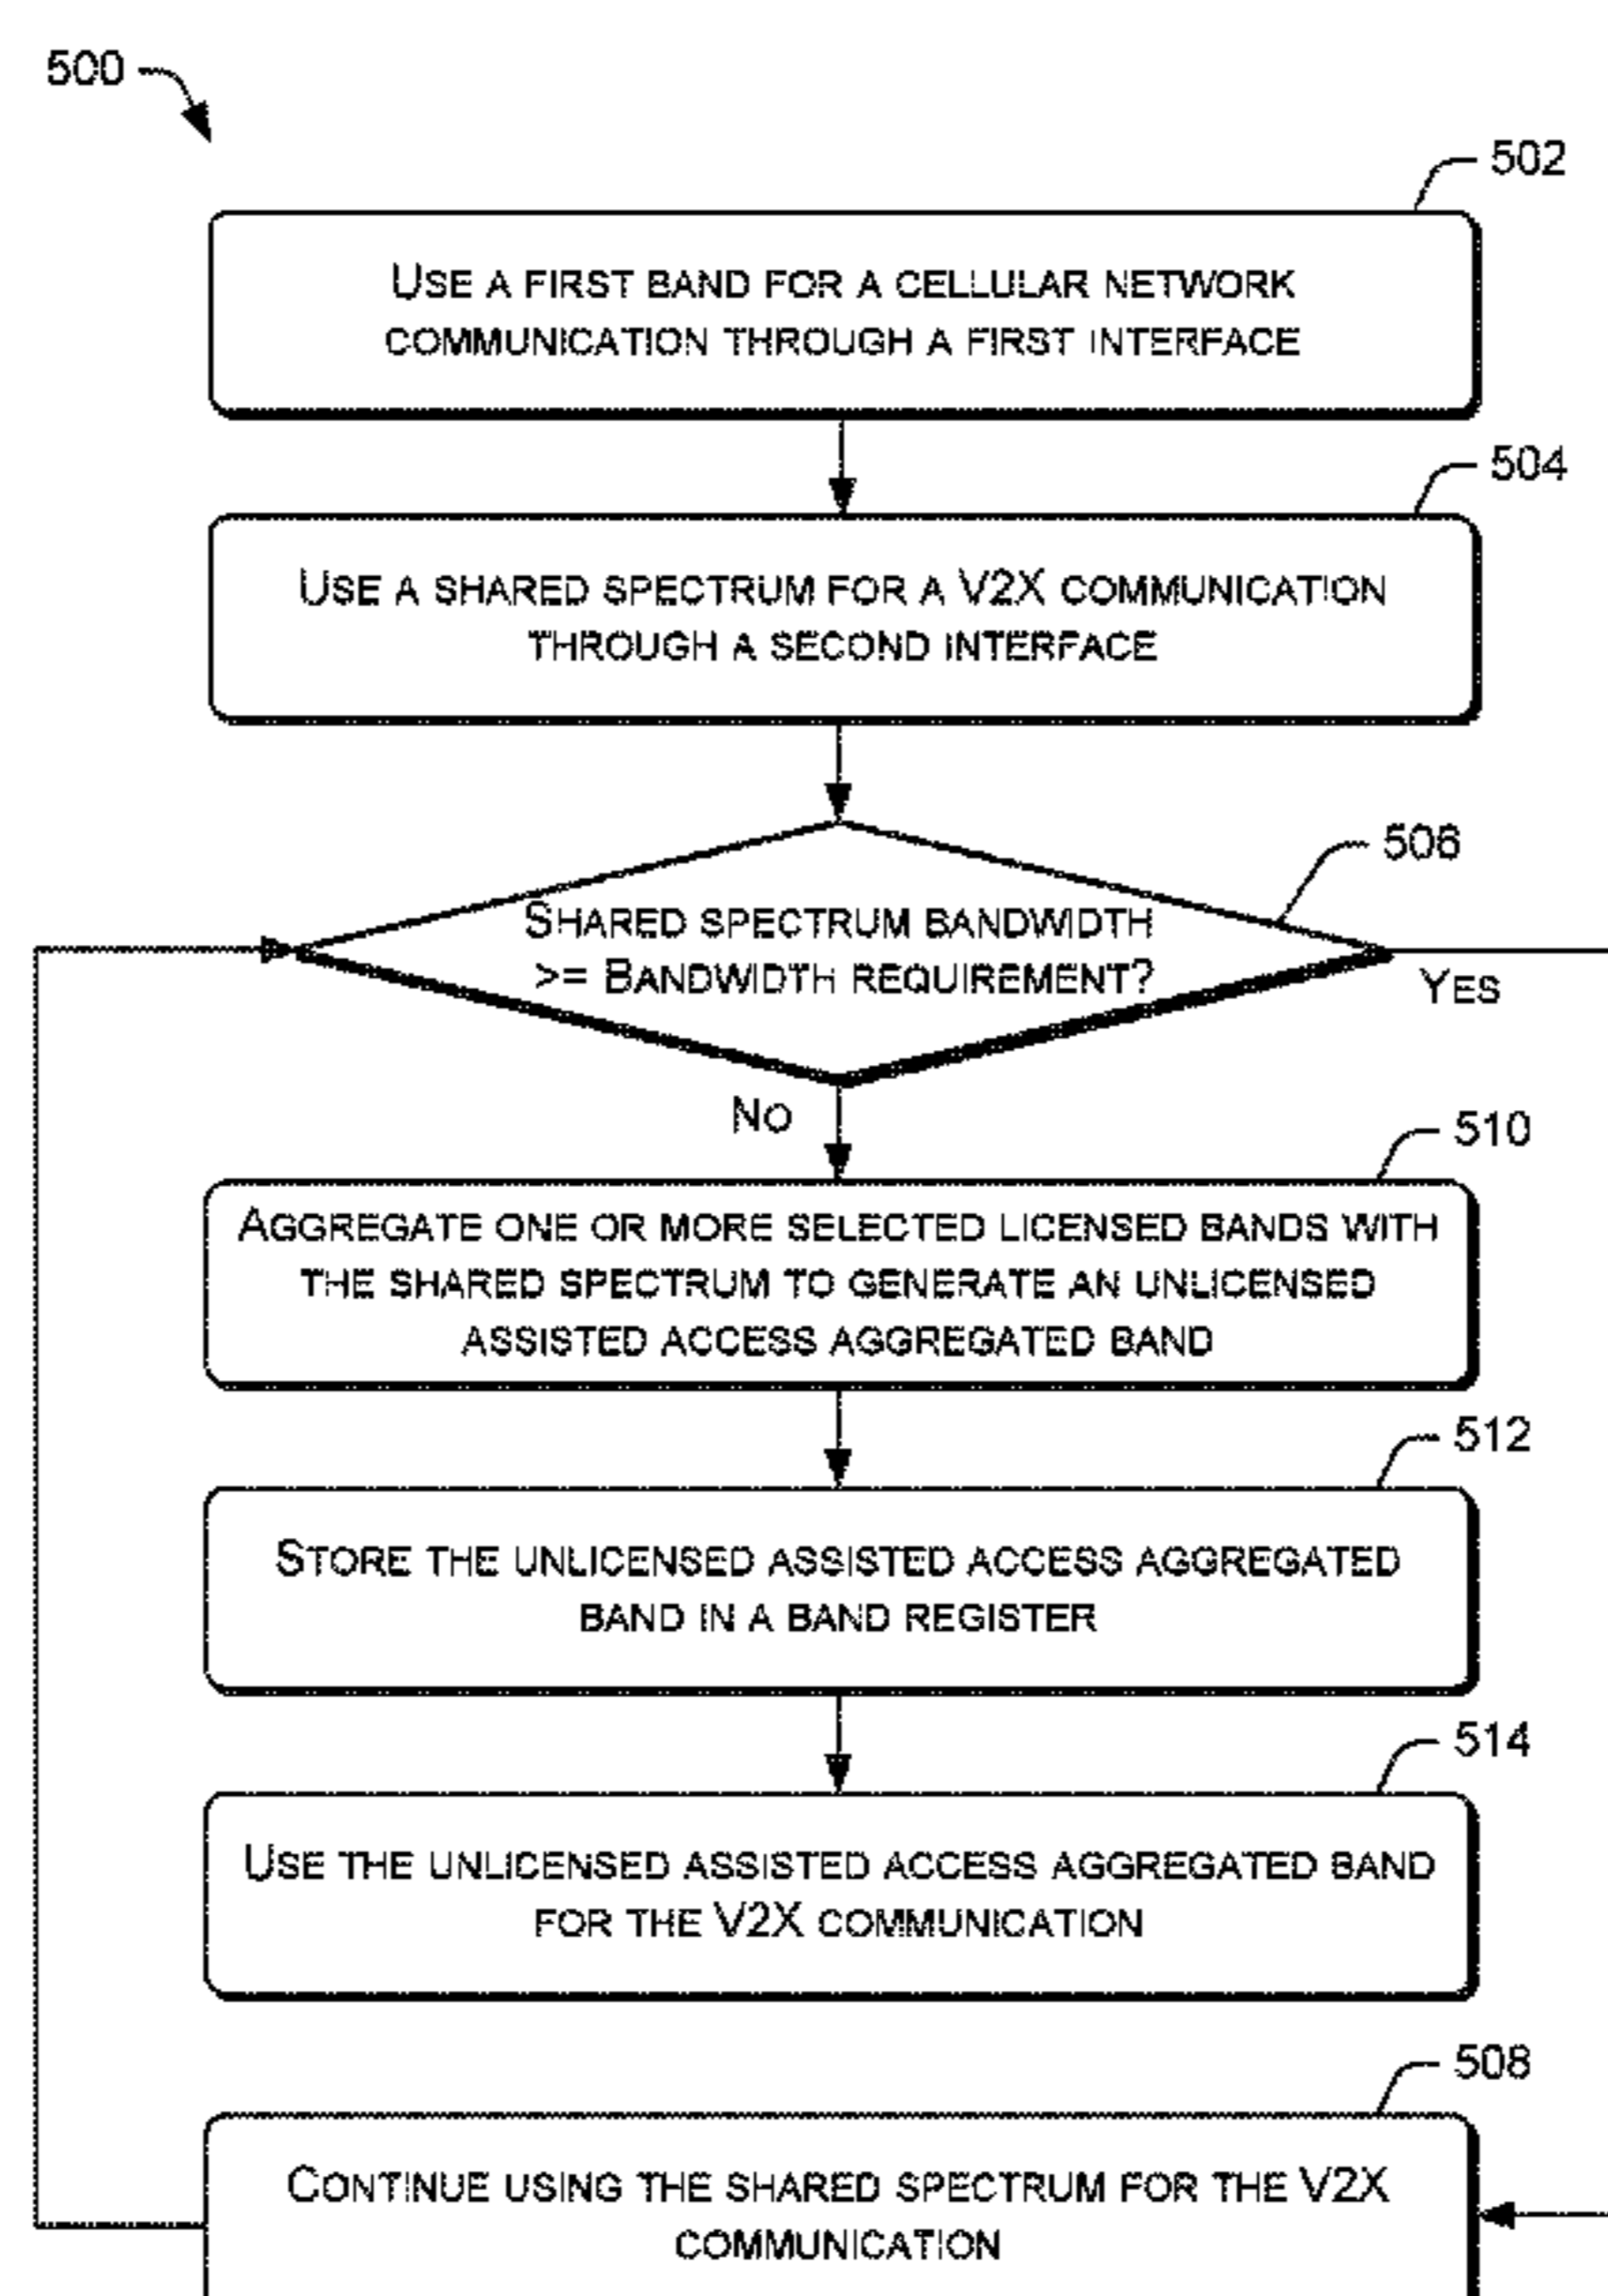 500
502
Use a first band for a cellular network
communication through a first interface
504
Use a shared spectrum for a V2X communication
through a second interface
506
Shared spectrum bandwidth
>= Bandwidth requirement?
Yes
No
510
Aggregate one or more selected licensed bands with
the shared spectrum to generate an unlicensed
assisted access aggregated band
512
Store the unlicensed assisted access aggregated
band in a band register
514
Use the unlicensed assisted access aggregated band
for the V2X communication
508
Continue using the shared spectrum for the V2X
communication